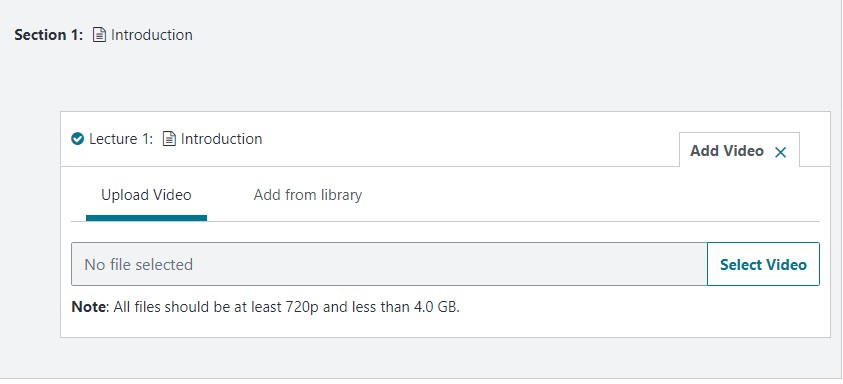 Section 1: Introduction
Lecture 1: Introduction
Add Video
Upload Video Add from library
No file selected Select Video
Note: All files should be at least 720p and less than 4.0 GB.